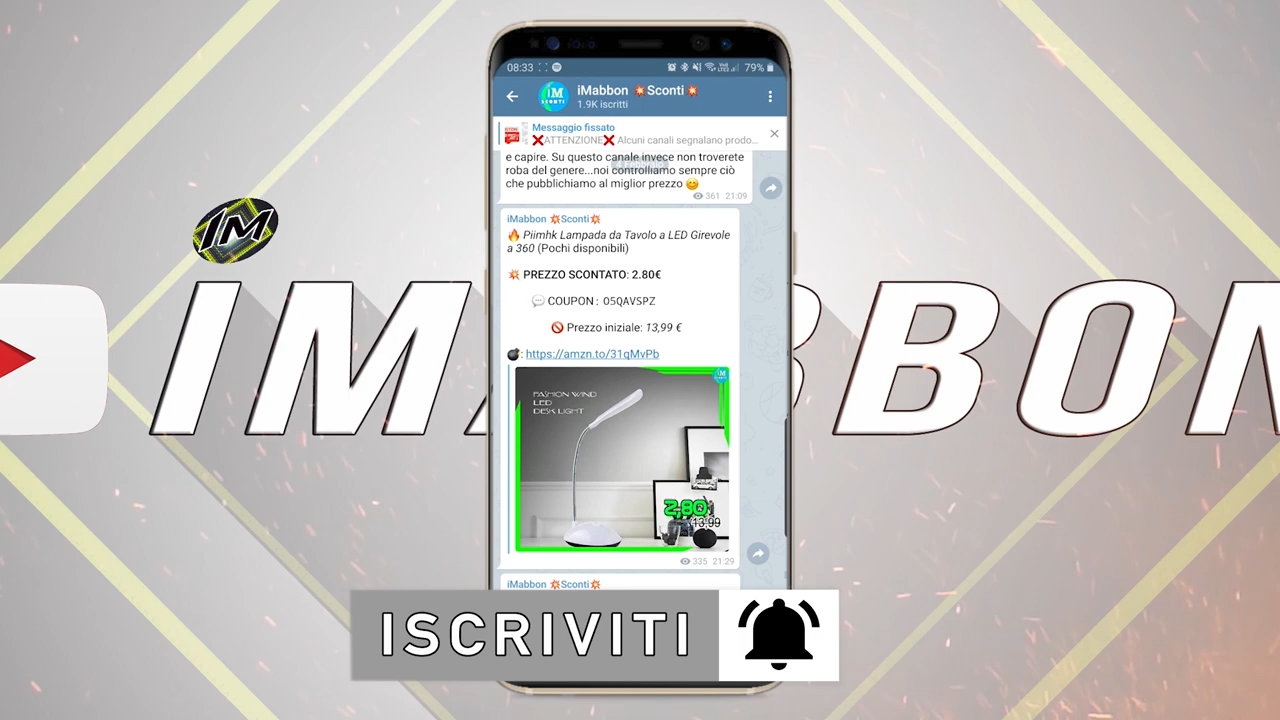 08:33
79%
iMabbon 💥Sconti💥
1.9K iscritti
Messaggio fissato
❌ATTENZIONE❌ Alcuni canali segnalano prodo...
e capire. Su questo canale invece non troverete
roba del genere...noi controlliamo sempre ciò
che pubblichiamo al miglior prezzo 😊
361 21:09
iMabbon 💥Sconti💥
🔥 Piimhk Lampada da Tavolo a LED Girevole
a 360 (Pochi disponibili)
💥 PREZZO SCONTATO: 2.80€
💬 COUPON : 05QAVSPZ
🚫 Prezzo iniziale: 13,99 €
💣: https://amzn.to/31qMvPb
iM
SCONTI
FASHION WIND
LED
DESK LIGHT
2,80
13,99
335 21:29
iMabbon 💥Sconti💥
IM
ISCRIVITI